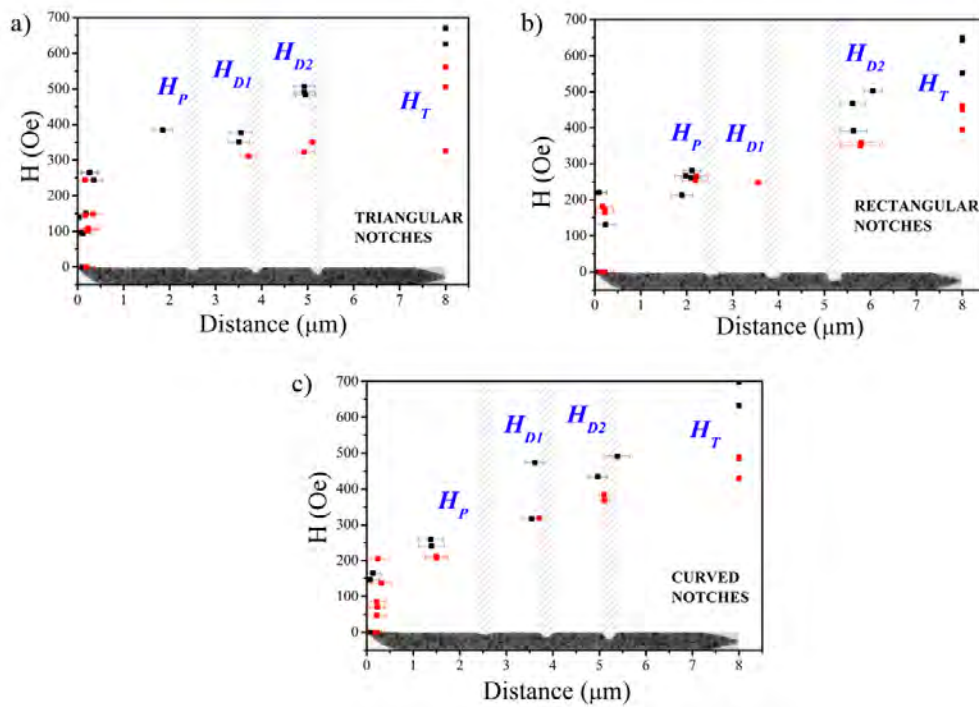 a)
700
600
500
400
300
200
100
0
H (Oe)
H_P
H_D1
H_D2
H_T
TRIANGULAR
NOTCHES
0 1 2 3 4 5 6 7 8
Distance (μm)
b)
700
600
500
400
300
200
100
0
H (Oe)
H_P
H_D1
H_D2
H_T
RECTANGULAR
NOTCHES
0 1 2 3 4 5 6 7 8
Distance (μm)
c)
700
600
500
400
300
200
100
0
H (Oe)
H_P
H_D1
H_D2
H_T
CURVED
NOTCHES
0 1 2 3 4 5 6 7 8
Distance (μm)